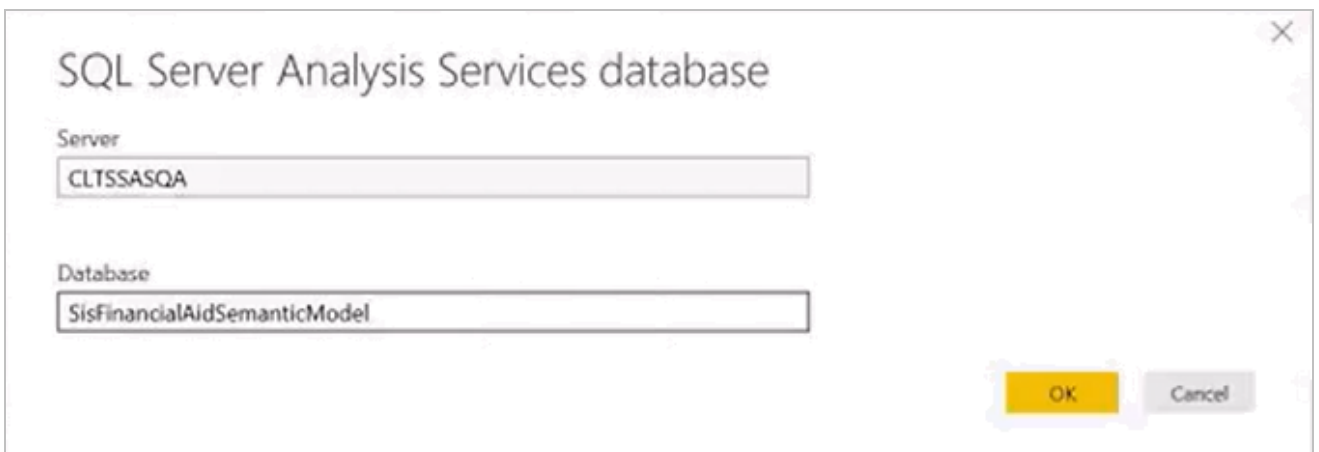 SQL Server Analysis Services database
Server
CLTSSASQA
Database
SisFinancialAidSemanticModel
OK Cancel